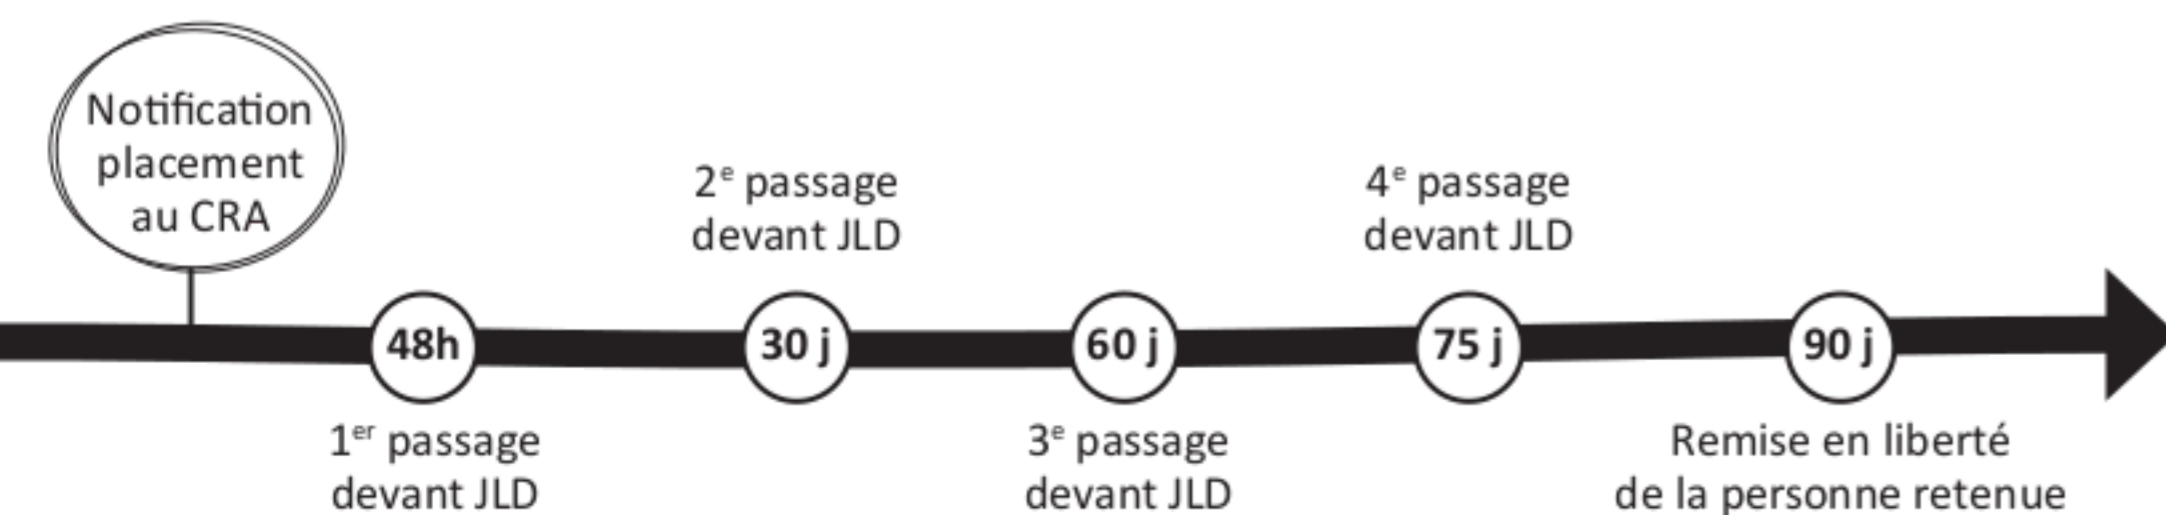 Notification
placement
au CRA
48h
1er passage
devant JLD
2e passage
devant JLD
30 j
60 j
3e passage
devant JLD
4e passage
devant JLD
75 j
90 j
Remise en liberté
de la personne retenue